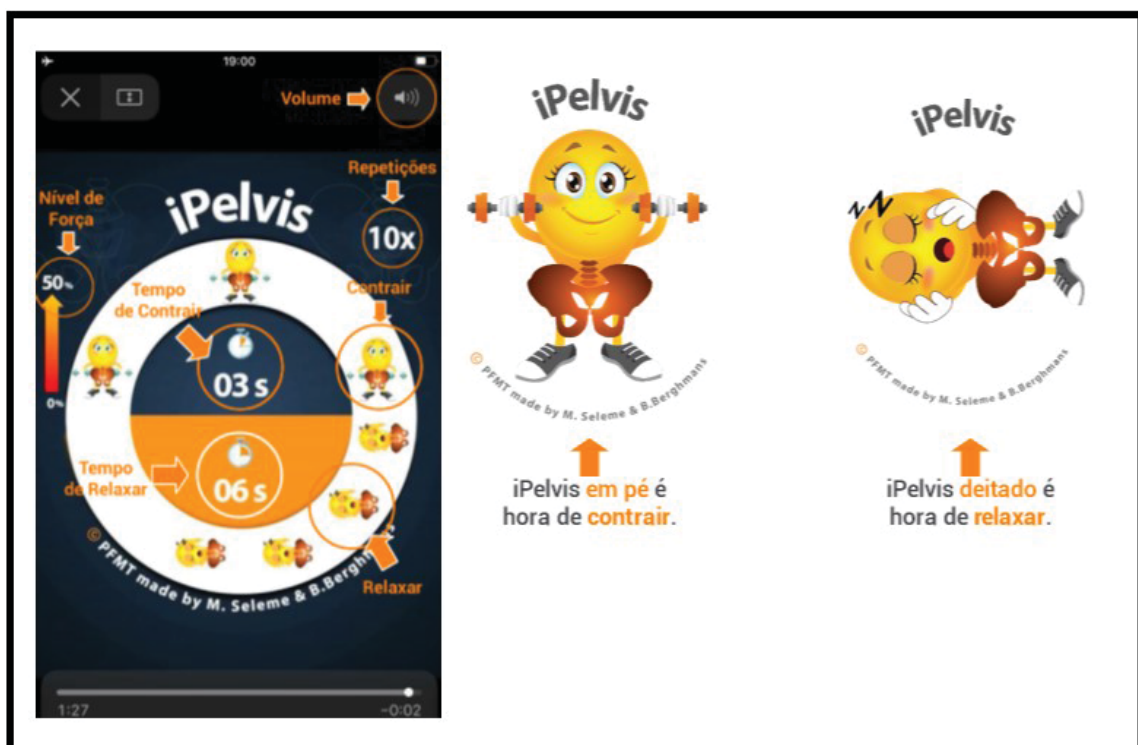 19:00
Volume
Repetições
10x
Nível de
Força
50%
0%
iPelvis
Tempo
de Contrair
Contrair
03 s
06 s
Tempo
de Relaxar
Relaxar
© PFMT made by M. Seleme & B.Berghmans
1:27
-0:02
iPelvis
© PFMT made by M. Seleme & B.Berghmans
iPelvis em pé é
hora de contrair.
iPelvis
zZ
© PFMT made by M. Seleme & B.Berghmans
iPelvis deitado é
hora de relaxar.